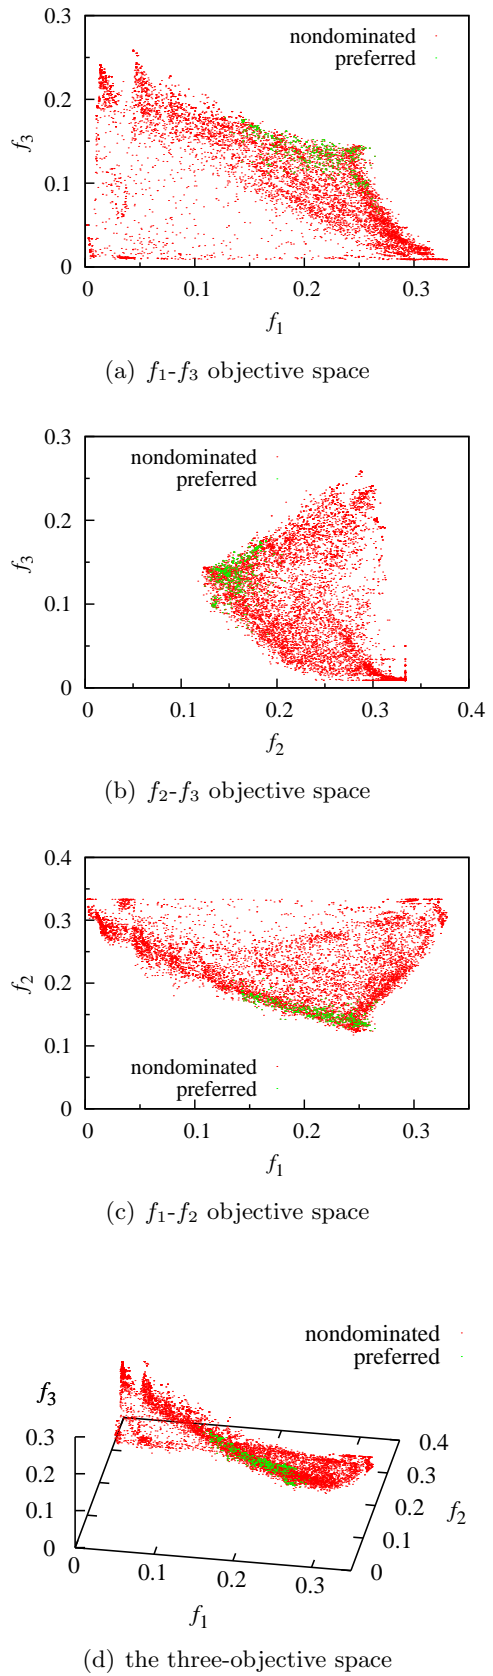 nondominated
preferred
0.3
0.2
0.1
0
f3
0 0.1 0.2 0.3
f1
(a) f1-f3 objective space
nondominated
preferred
0.3
0.2
0.1
0
f3
0 0.1 0.2 0.3 0.4
f2
(b) f2-f3 objective space
0.4
0.3
0.2
0.1
0
f2
nondominated
preferred
0 0.1 0.2 0.3
f1
(c) f1-f2 objective space
nondominated
preferred
f3
0.3
0.2
0.1
0
0 0.1 0.2 0.3
f1
0.4
0.3
0.2
0.1
0
f2
(d) the three-objective space